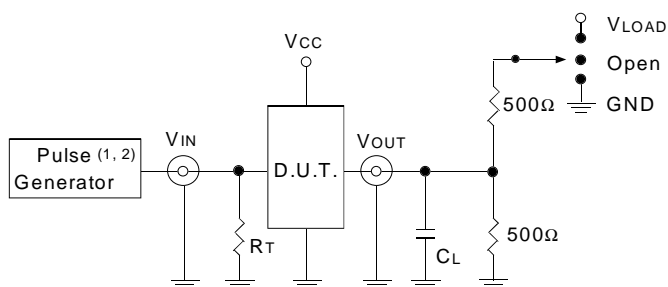 VLOAD
VCC
Open
500Ω
GND
VIN
VOUT
Pulse (1, 2)
Generator
D.U.T.
RT
CL
500Ω